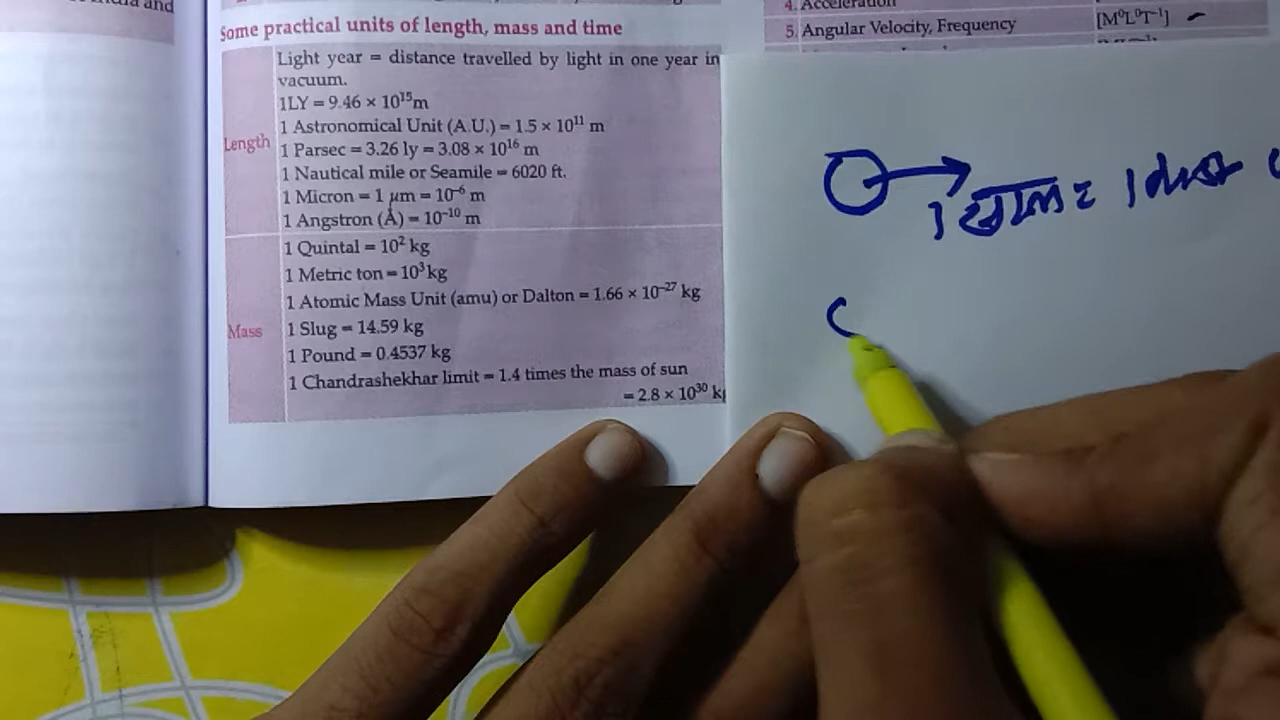 and
Some practical units of length, mass and time
Length
Light year = distance travelled by light in one year in
vacuum.
1LY = 9.46 × 10¹⁵m
1 Astronomical Unit (A.U.) = 1.5 × 10¹¹ m
1 Parsec = 3.26 ly = 3.08 × 10¹⁶ m
1 Nautical mile or Seamile = 6020 ft.
1 Micron = 1 μm = 10⁻⁶ m
1 Angstron (Å) = 10⁻¹⁰ m
Mass
1 Quintal = 10² kg
1 Metric ton = 10³ kg
1 Atomic Mass Unit (amu) or Dalton = 1.66 × 10⁻²⁷ kg
1 Slug = 14.59 kg
1 Pound = 0.4537 kg
1 Chandrashekhar limit = 1.4 times the mass of sun
= 2.8 × 10³⁰ kg
4. Acceleration
5. Angular Velocity, Frequency [M⁰L⁰T⁻¹]